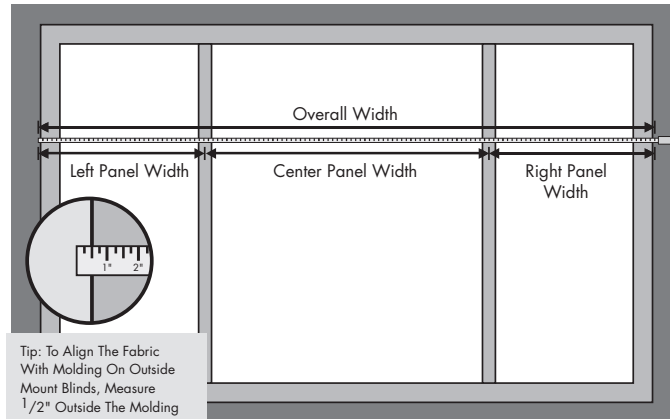 Overall Width
Left Panel Width
Center Panel Width
Right Panel
Width
1" 2"
Tip: To Align The Fabric
With Molding On Outside
Mount Blinds, Measure
1/2" Outside The Molding